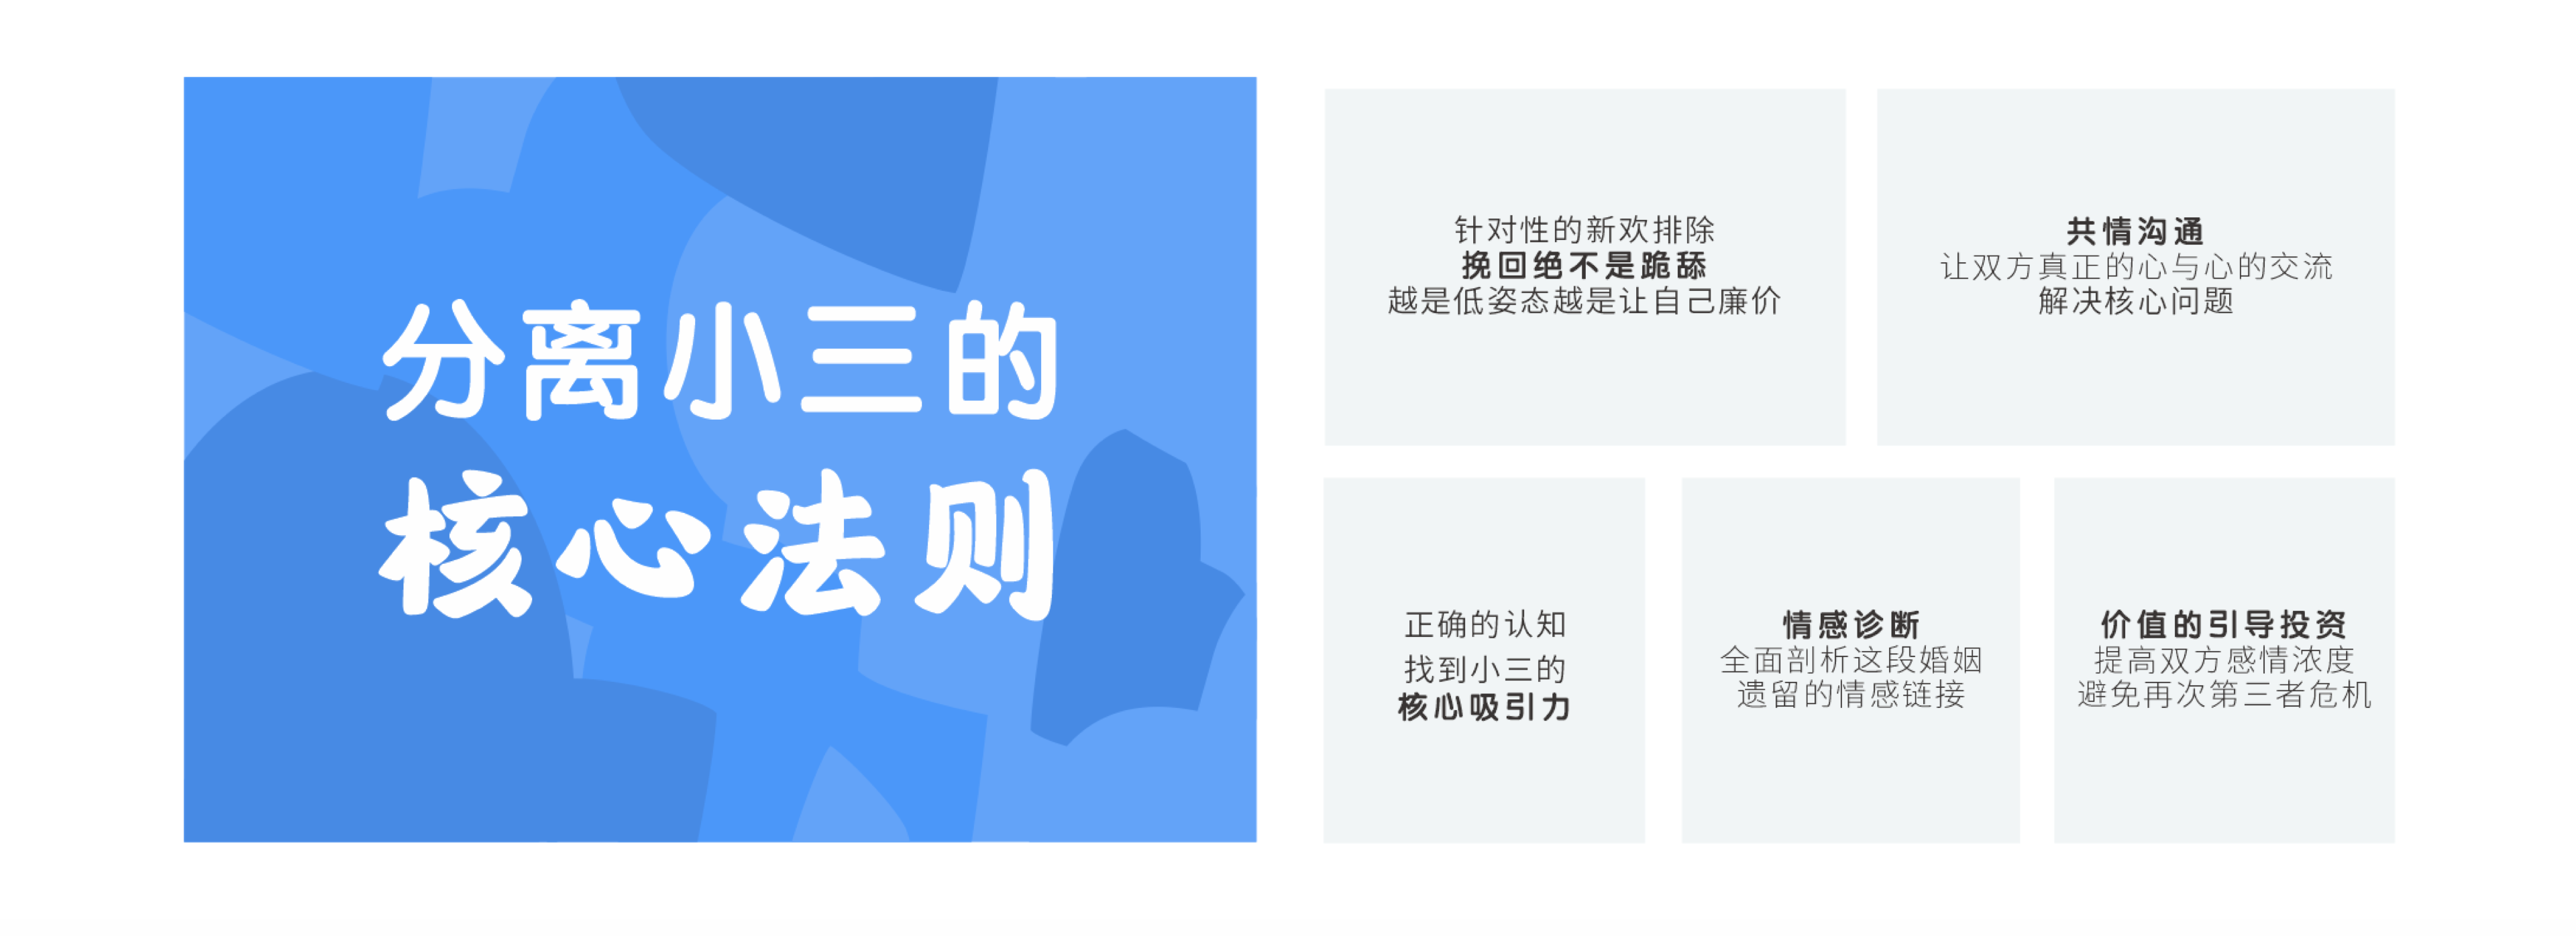 分离小三的
核心法则
针对性的新欢排除
挽回绝不是跪舔
越是低姿态越是让自己廉价
共情沟通
让双方真正的心与心的交流
解决核心问题
正确的认知
找到小三的
核心吸引力
情感诊断
全面剖析这段婚姻
遗留的情感链接
价值的引导投资
提高双方感情浓度
避免再次第三者危机